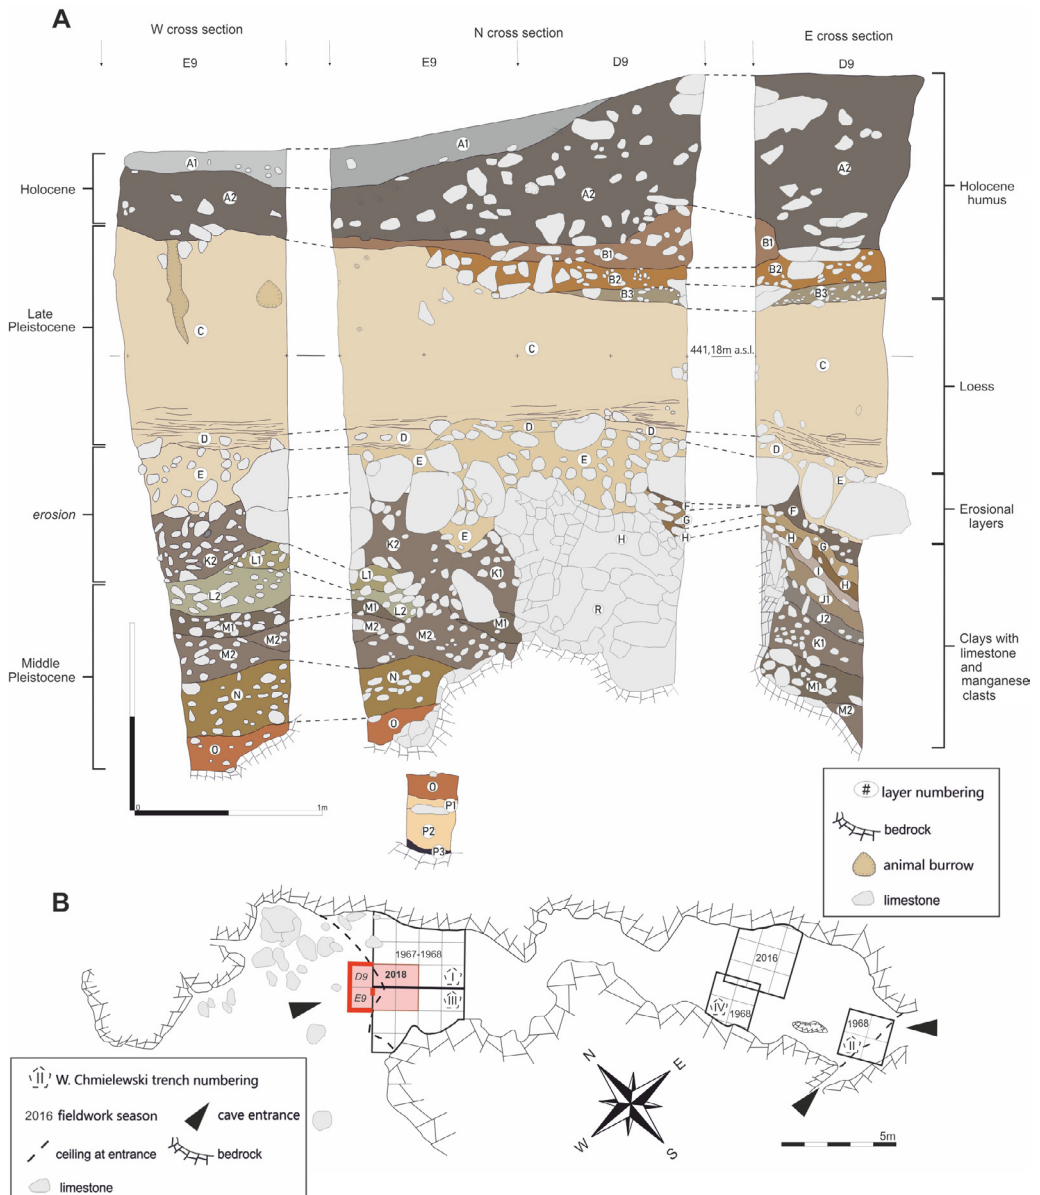 A
W cross section
N cross section
E cross section
E9
E9
D9
D9
Holocene
A1
A2
A1
A2
A2
Holocene
humus
B1
B2
B3
B1
B2
B3
Late
Pleistocene
C
C
441,18m a.s.l.
C
Loess
D
D
D
D
D
E
E
E
E
E
erosion
K2
L1
L2
K2
L1
L2
K1
F
G
H
H
R
F
G
H
H
I
J1
J2
K1
Erosional
layers
Middle
Pleistocene
M1
M2
M2
M1
M2
M2
M1
M1
M2
Clays with
limestone
and
manganese
clasts
N
N
O
O
0
1m
O
P1
P2
P3
# layer numbering
bedrock
animal burrow
limestone
B
1967-1968
D9
2018
I
E9
III
2016
IV
1968
1968
II
II W. Chmielewski trench numbering
2016 fieldwork season
cave entrance
ceiling at entrance
bedrock
limestone
N
E
W
S
5m